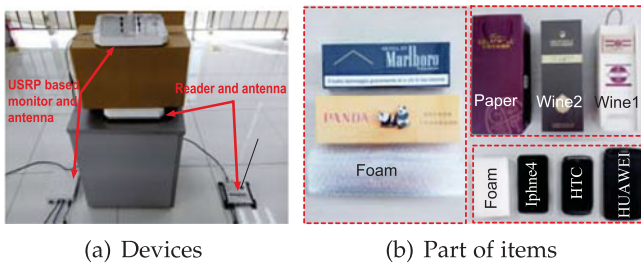 USRP based
monitor and
antenna
Reader and antenna
Marlboro
PANDA
Foam
Paper
Wine2
Wine1
Foam
Iphne4
HTC
HUAWEI
(a) Devices
(b) Part of items